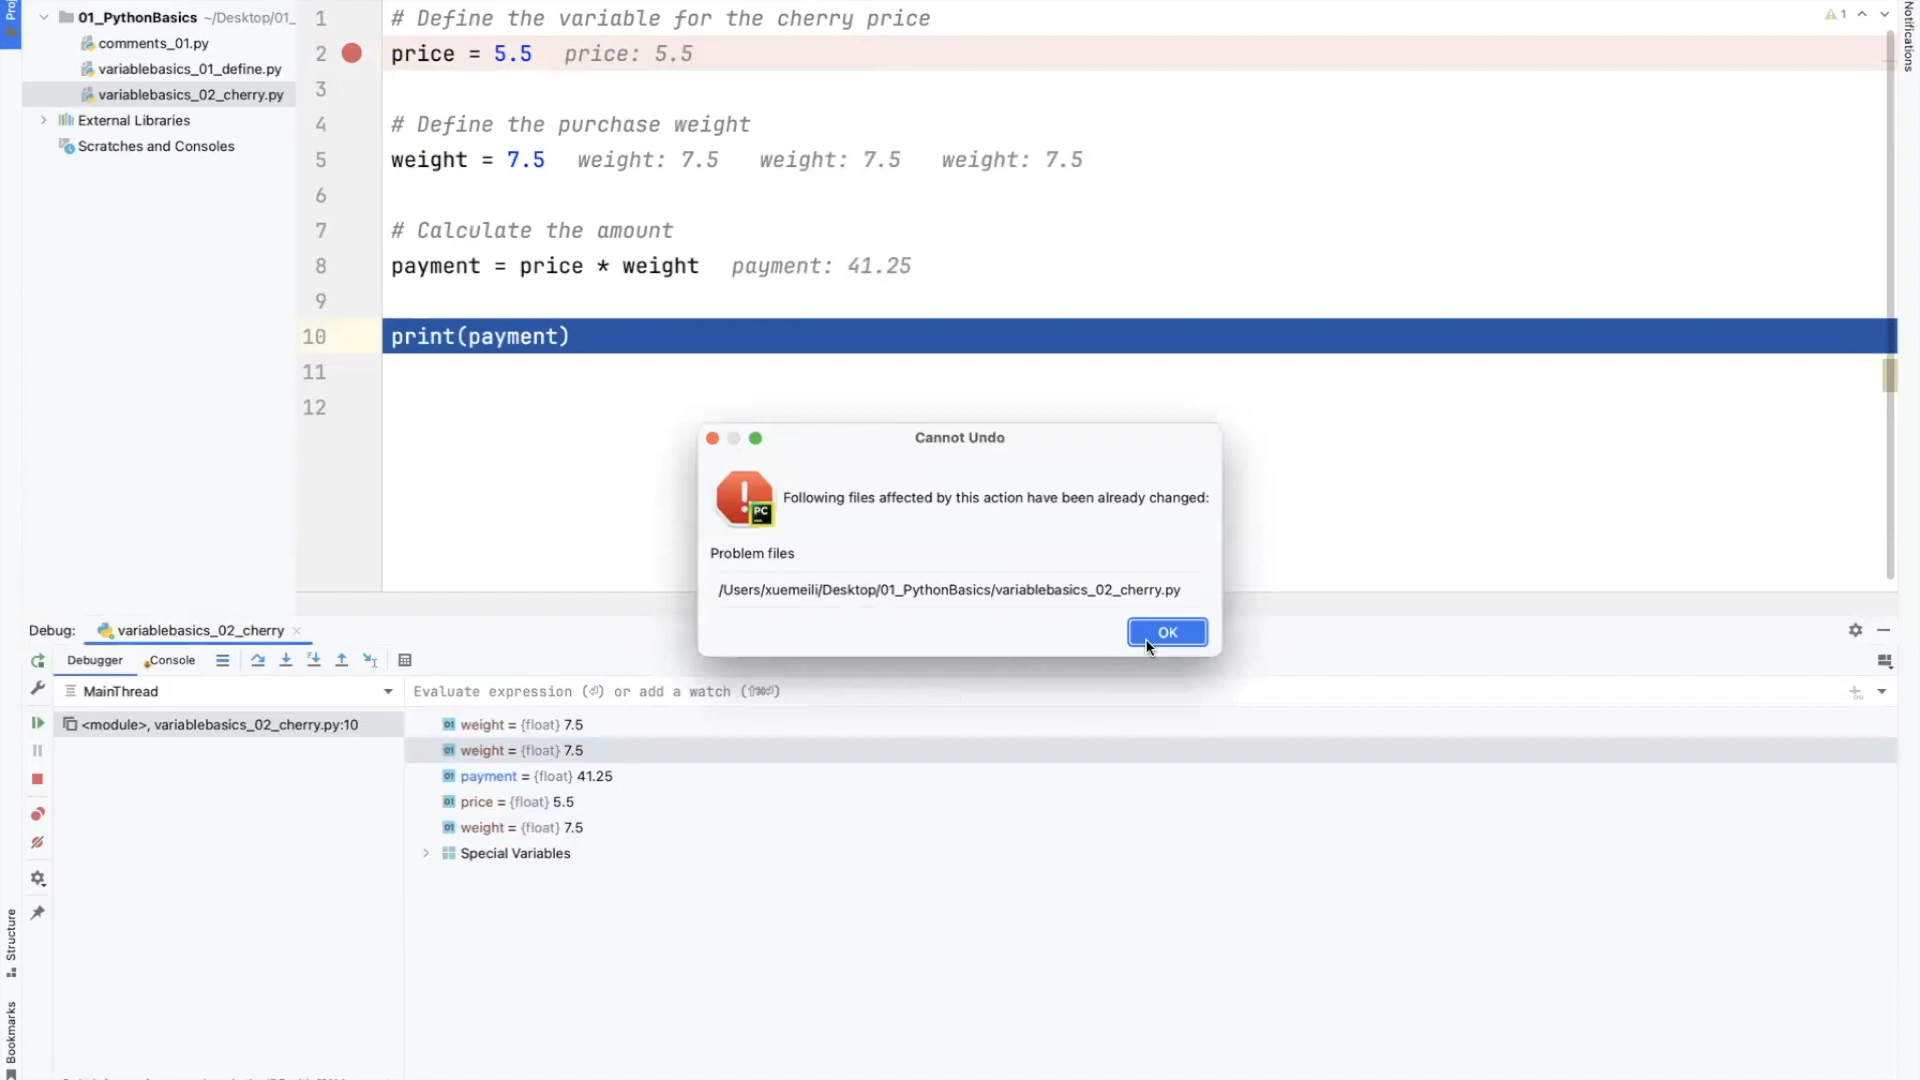 01_PythonBasics ~/Desktop/01_
comments_01.py
variablebasics_01_define.py
variablebasics_02_cherry.py
External Libraries
Scratches and Consoles
1 # Define the variable for the cherry price
2 price = 5.5 price: 5.5
3
4 # Define the purchase weight
5 weight = 7.5 weight: 7.5 weight: 7.5 weight: 7.5
6
7 # Calculate the amount
8 payment = price * weight payment: 41.25
9
10 print(payment)
11
12
1
Notifications
Cannot Undo
PC
Following files affected by this action have been already changed:
Problem files
/Users/xuemeili/Desktop/01_PythonBasics/variablebasics_02_cherry.py
OK
Debug: variablebasics_02_cherry
Debugger Console
MainThread
Evaluate expression (⏎) or add a watch (⇧⌘⏎)
<module>, variablebasics_02_cherry.py:10
weight = {float} 7.5
weight = {float} 7.5
payment = {float} 41.25
price = {float} 5.5
weight = {float} 7.5
Special Variables
Structure
Bookmarks